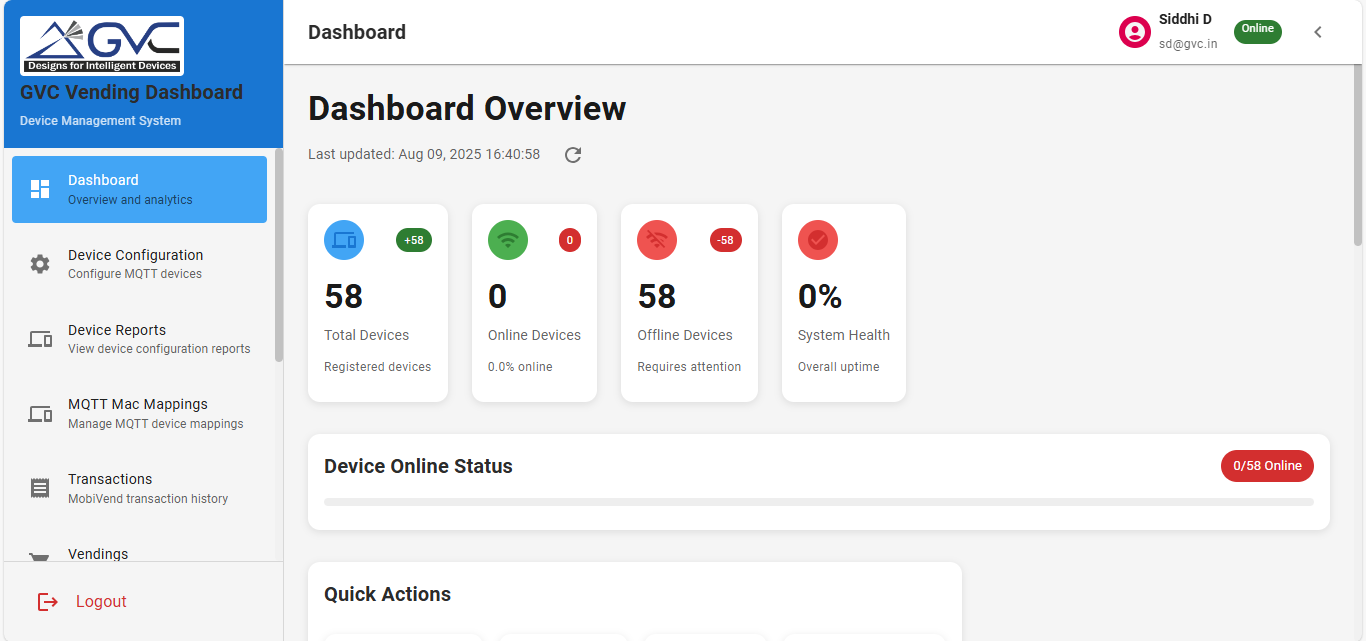 GVC
Designs for Intelligent Devices
GVC Vending Dashboard
Device Management System
Dashboard
Overview and analytics
Device Configuration
Configure MQTT devices
Device Reports
View device configuration reports
MQTT Mac Mappings
Manage MQTT device mappings
Transactions
MobiVend transaction history
Vendings
Logout
Dashboard
Siddhi D
sd@gvc.in
Online
Dashboard Overview
Last updated: Aug 09, 2025 16:40:58
+58
58
Total Devices
Registered devices
0
0
Online Devices
0.0% online
-58
58
Offline Devices
Requires attention
0%
System Health
Overall uptime
Device Online Status
0/58 Online
Quick Actions